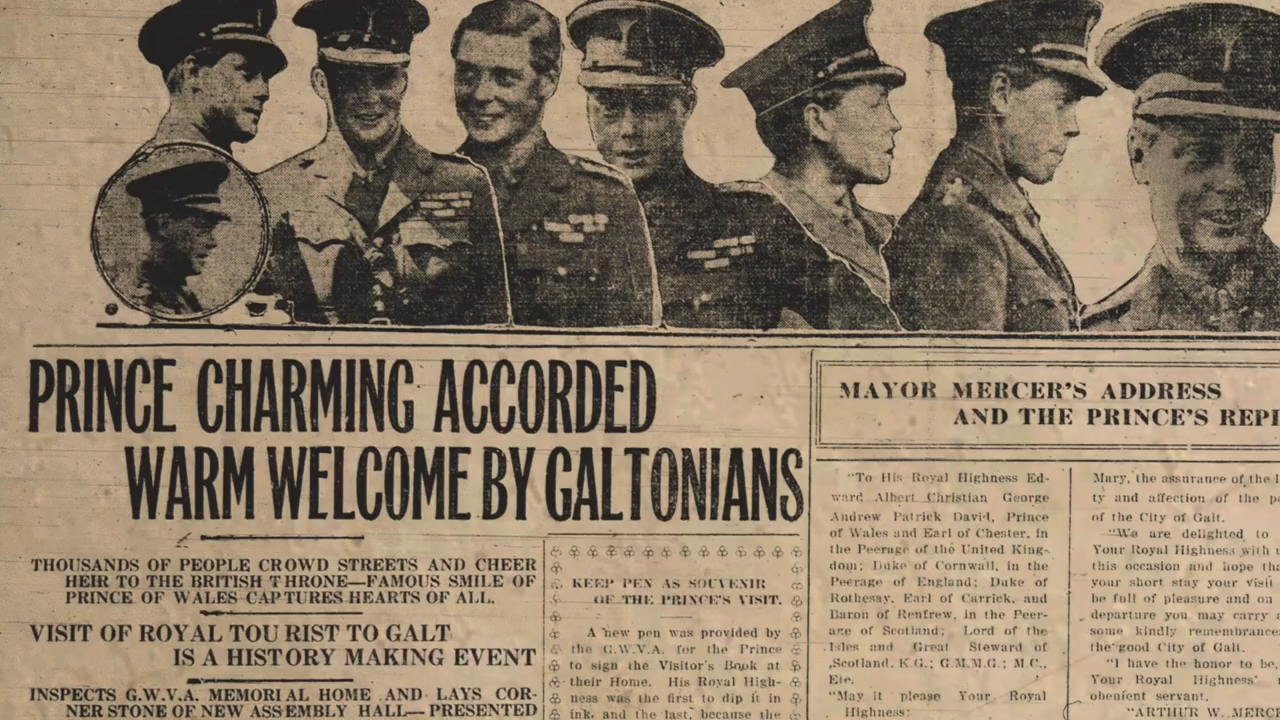 PRINCE CHARMING ACCORDED
WARM WELCOME BY GALTONIANS
THOUSANDS OF PEOPLE CROWD STREETS AND CHEER
HEIR TO THE BRITISH THRONE—FAMOUS SMILE OF
PRINCE OF WALES CAPTURES HEARTS OF ALL.
VISIT OF ROYAL TOURIST TO GALT
IS A HISTORY MAKING EVENT
INSPECTS G.W.V.A. MEMORIAL HOME AND LAYS COR-
NER STONE OF NEW ASSEMBLY HALL—PRESENTED
KEEP PEN AS SOUVENIR
OF THE PRINCE'S VISIT.
A new pen was provided by
the G.W.V.A. for the Prince
to sign the Visitor's Book at
their Home. His Royal High-
ness was the first to dip it in
ink, and the last, because the
MAYOR MERCER'S ADDRESS
AND THE PRINCE'S REPL
"To His Royal Highness Ed-
ward Albert Christian George
Andrew Patrick David, Prince
of Wales and Earl of Chester, in
the Peerage of the United King-
dom; Duke of Cornwall, in the
Peerage of England; Duke of
Rothesay, Earl of Carrick, and
Baron of Renfrew, in the Peer-
age of Scotland; Lord of the
Isles and Great Steward of
Scotland, K.G.; G.M.M.G.; M.C.,
Etc.
"May it please Your Royal
Highness:
Mary, the assurance of the
ty and affection of the
of the City of Galt.
"We are delighted to
Your Royal Highness
this occasion and hope
your short stay your visit
be full of pleasure and on
departure you may carry
some kindly remembrance
the good City of Galt.
"I have the honor to be,
Your Royal Highness'
obenient servant.
"ARTHUR W. MERC